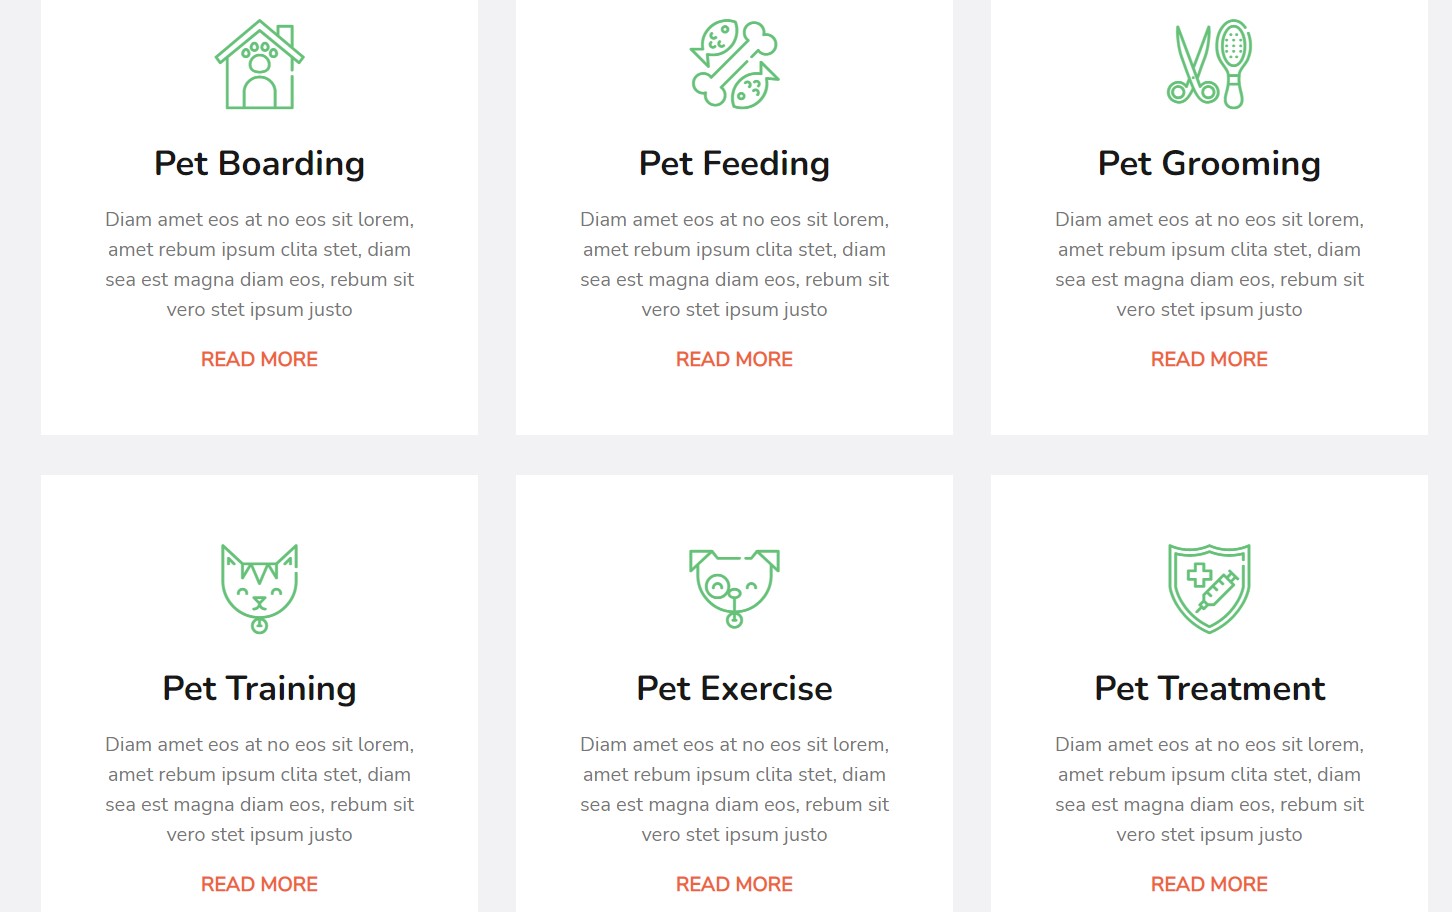 Pet Boarding
Diam amet eos at no eos sit lorem,
amet rebum ipsum clita stet, diam
sea est magna diam eos, rebum sit
vero stet ipsum justo
READ MORE
Pet Feeding
Diam amet eos at no eos sit lorem,
amet rebum ipsum clita stet, diam
sea est magna diam eos, rebum sit
vero stet ipsum justo
READ MORE
Pet Grooming
Diam amet eos at no eos sit lorem,
amet rebum ipsum clita stet, diam
sea est magna diam eos, rebum sit
vero stet ipsum justo
READ MORE
Pet Training
Diam amet eos at no eos sit lorem,
amet rebum ipsum clita stet, diam
sea est magna diam eos, rebum sit
vero stet ipsum justo
READ MORE
Pet Exercise
Diam amet eos at no eos sit lorem,
amet rebum ipsum clita stet, diam
sea est magna diam eos, rebum sit
vero stet ipsum justo
READ MORE
Pet Treatment
Diam amet eos at no eos sit lorem,
amet rebum ipsum clita stet, diam
sea est magna diam eos, rebum sit
vero stet ipsum justo
READ MORE